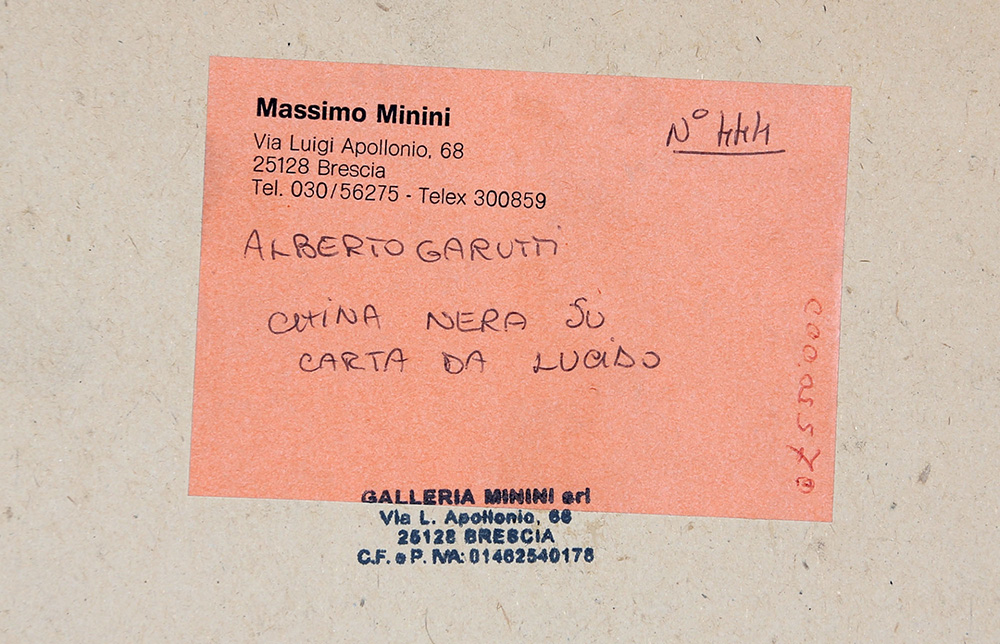 Massimo Minini
Via Luigi Apollonio, 68
25128 Brescia
Tel. 030/56275 - Telex 300859
N° 444
ALBERTO GARUTTI
CHINA NERA SU
CARTA DA LUCIDO
GALLERIA MININI srl
Via L. Apollonio, 68
25128 BRESCIA
C.F. e P. IVA: 01462540178